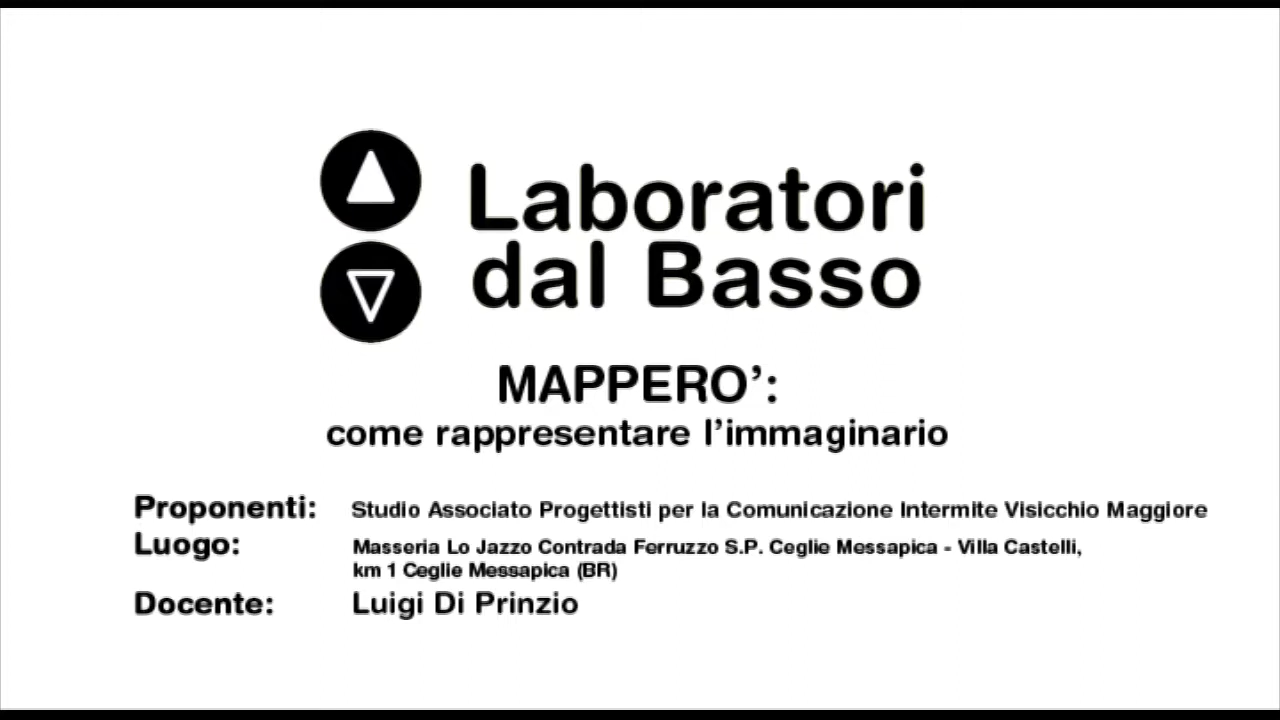 Laboratori
dal Basso
MAPPERO’:
come rappresentare l’immaginario
Proponenti: Studio Associato Progettisti per la Comunicazione Intermite Visicchio Maggiore
Luogo: Masseria Lo Jazzo Contrada Ferruzzo S.P. Ceglie Messapica - Villa Castelli,
km 1 Ceglie Messapica (BR)
Docente: Luigi Di Prinzio